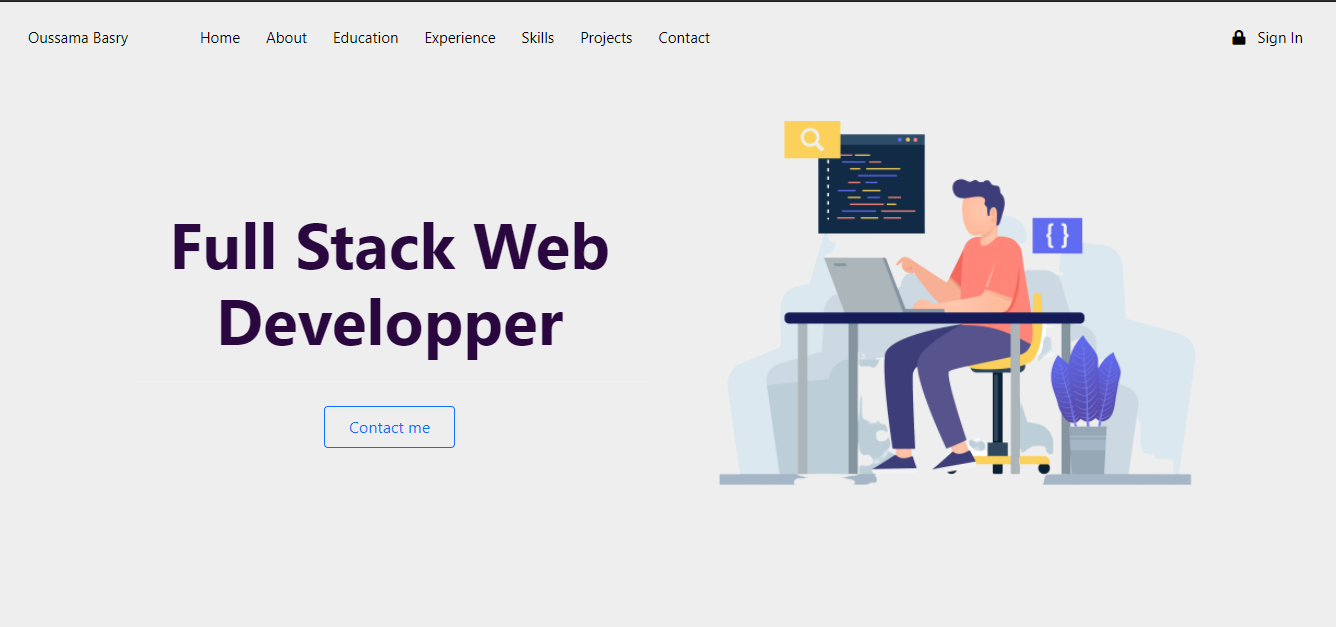 Oussama Basry Home About Education Experience Skills Projects Contact Sign In
Full Stack Web
Developper
{ }
Contact me